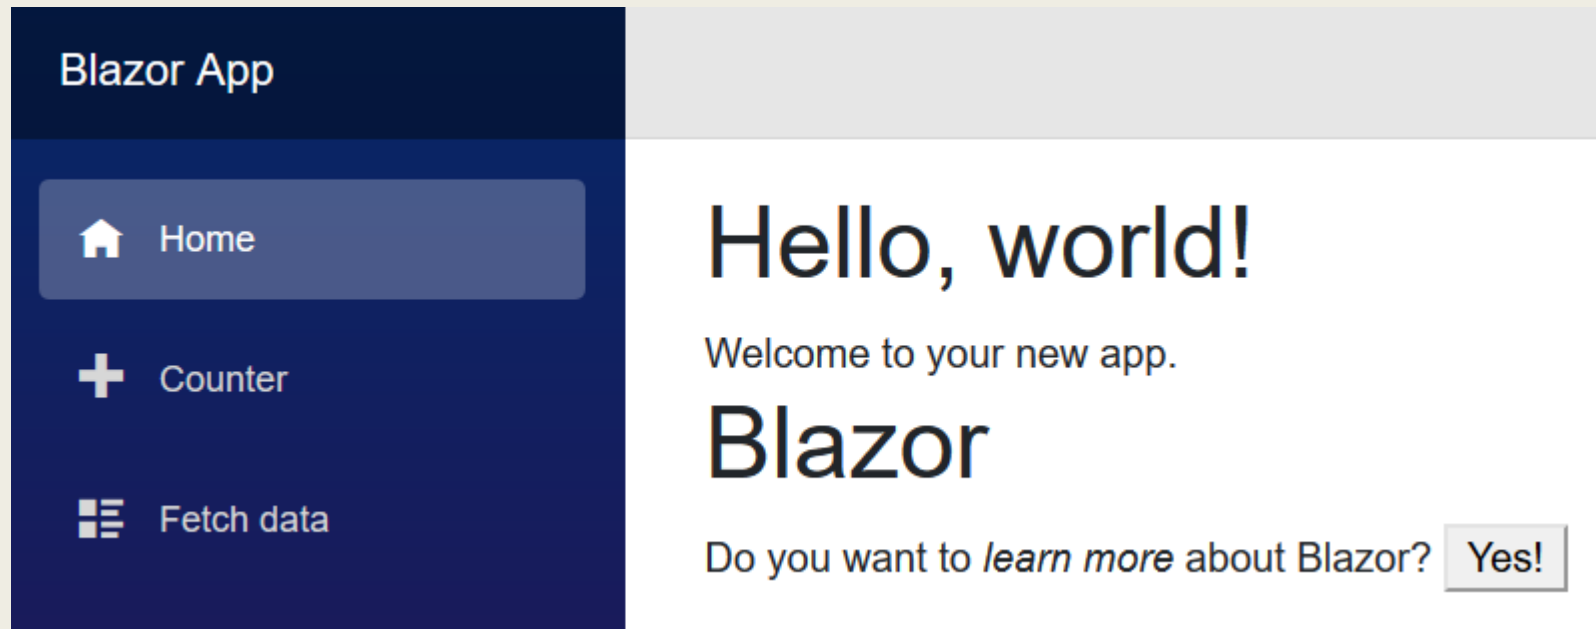 Blazor App
Home
Counter
Fetch data
Hello, world!
Welcome to your new app.
Blazor
Do you want to learn more about Blazor? Yes!